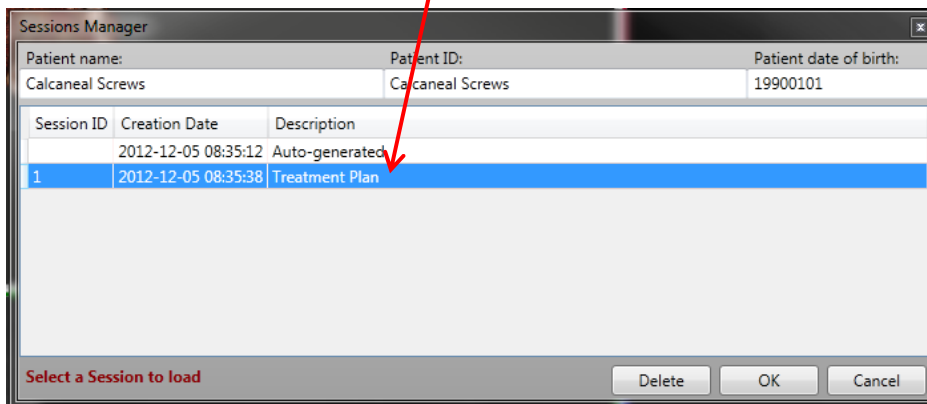 Sessions Manager
Patient name: Patient ID: Patient date of birth:
Calcaneal Screws Calcaneal Screws 19900101
Session ID Creation Date Description
2012-12-05 08:35:12 Auto-generated
1 2012-12-05 08:35:38 Treatment Plan
Select a Session to load Delete OK Cancel